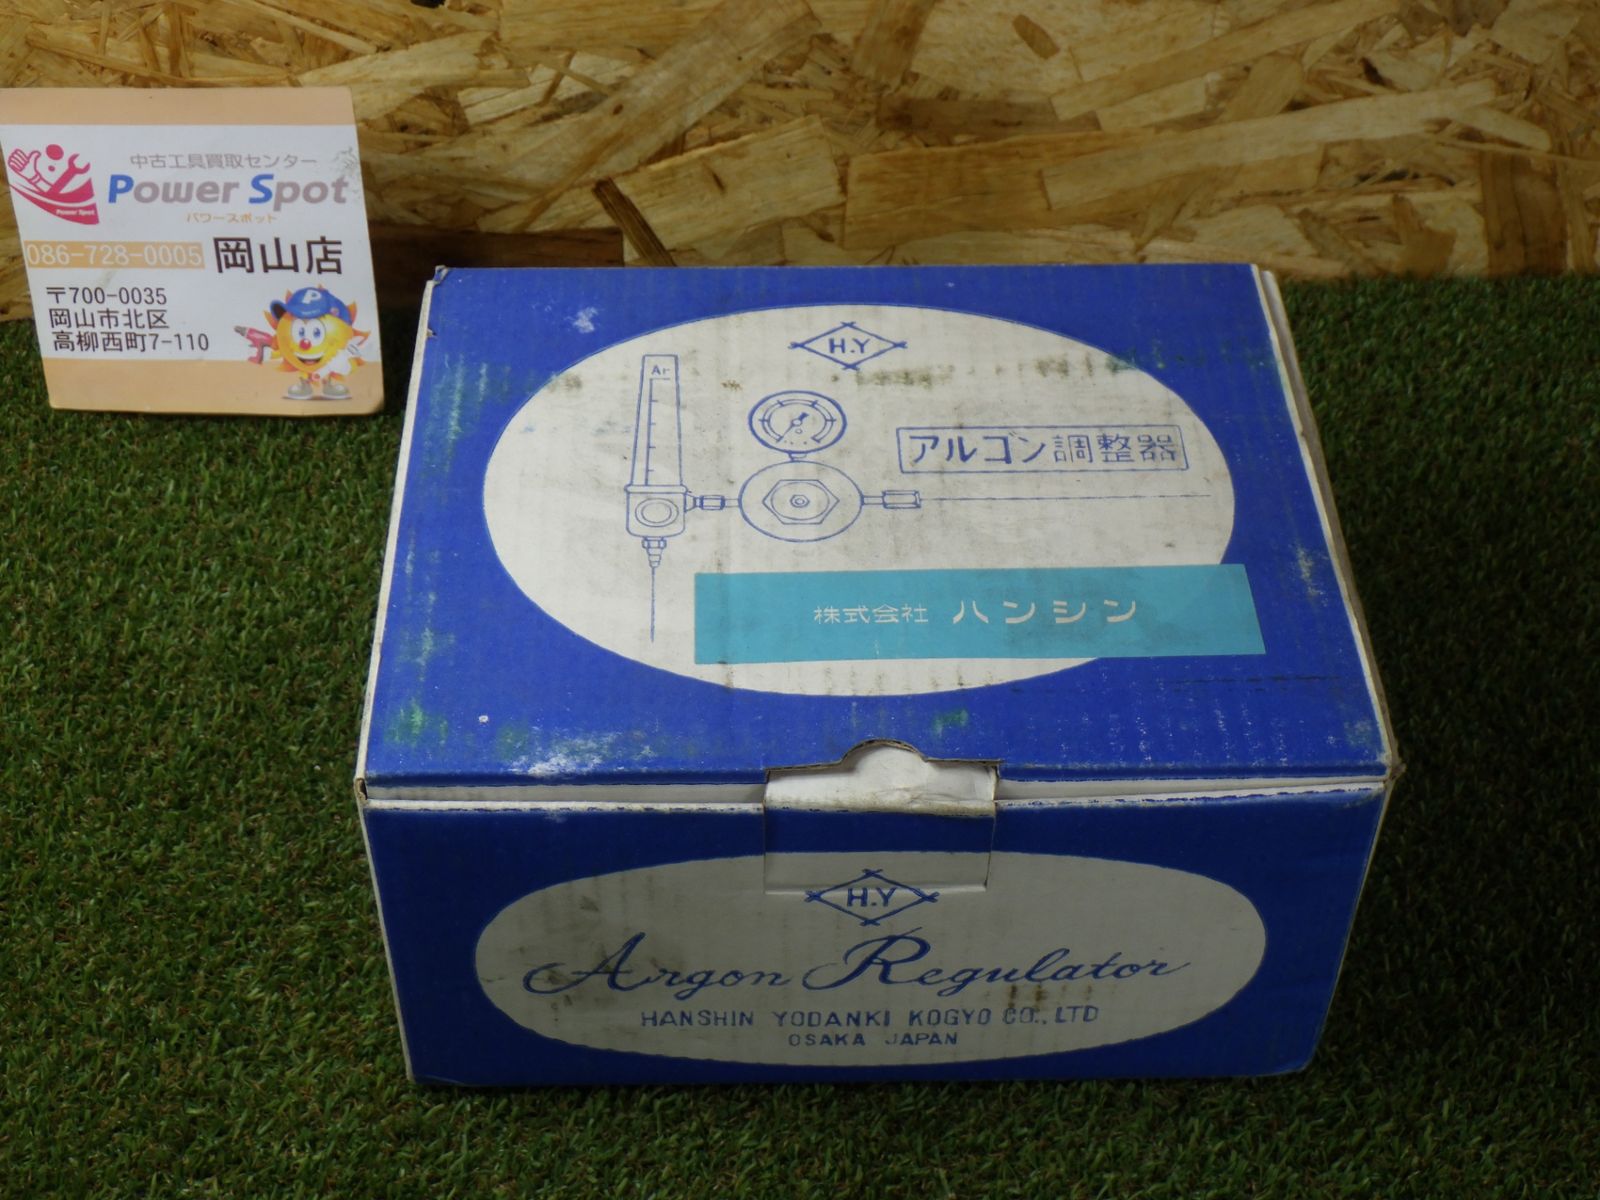 中古工具買取センター
Power Spot
Power Spot
パワースポット
086-728-0005 岡山店
〒700-0035
岡山市北区
高柳西町7-110
P
H.Y
Ar
アルゴン調整器
株式会社 ハンシン
H.Y
Argon Regulator
HANSHIN YODANKI KOGYO CO., LTD
OSAKA JAPAN